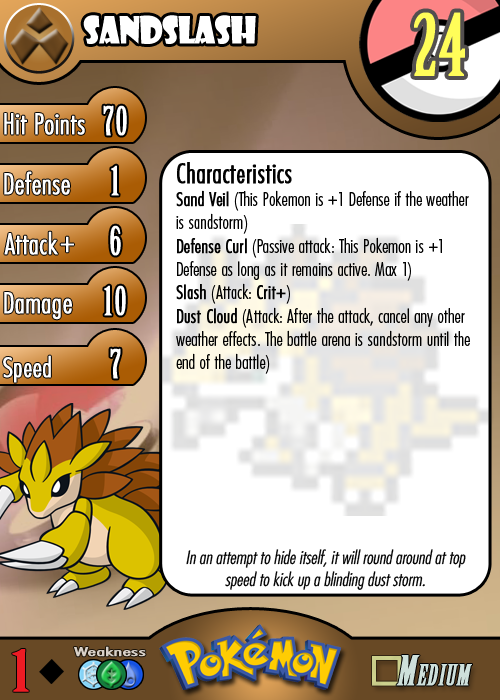 SANDSLASH
24
Hit Points 70
Defense 1
Attack+ 6
Damage 10
Speed 7
Characteristics
Sand Veil (This Pokemon is +1 Defense if the weather
is sandstorm)
Defense Curl (Passive attack: This Pokemon is +1
Defense as long as it remains active. Max 1)
Slash (Attack: Crit+)
Dust Cloud (Attack: After the attack, cancel any other
weather effects. The battle arena is sandstorm until the
end of the battle)
In an attempt to hide itself, it will round around at top
speed to kick up a blinding dust storm.
1
Weakness
POKéMON
MEDIUM